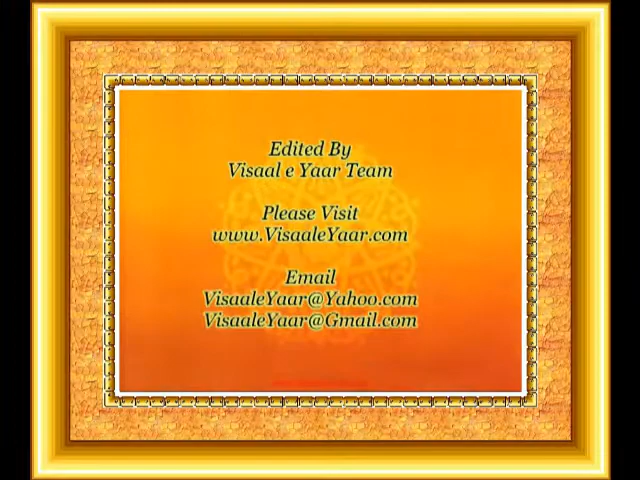 Edited By
Visaal e Yaar Team
Please Visit
www.VisaaleYaar.com
Email
VisaaleYaar@Yahoo.com
VisaaleYaar@Gmail.com